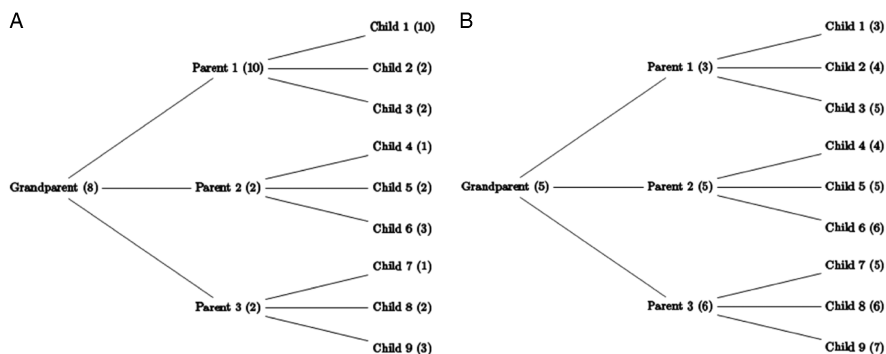 A
Grandparent (8)
Parent 1 (10)
Child 1 (10)
Child 2 (2)
Child 3 (2)
Parent 2 (2)
Child 4 (1)
Child 5 (2)
Child 6 (3)
Parent 3 (2)
Child 7 (1)
Child 8 (2)
Child 9 (3)
B
Grandparent (5)
Parent 1 (3)
Child 1 (3)
Child 2 (4)
Child 3 (5)
Parent 2 (5)
Child 4 (4)
Child 5 (5)
Child 6 (6)
Parent 3 (6)
Child 7 (5)
Child 8 (6)
Child 9 (7)